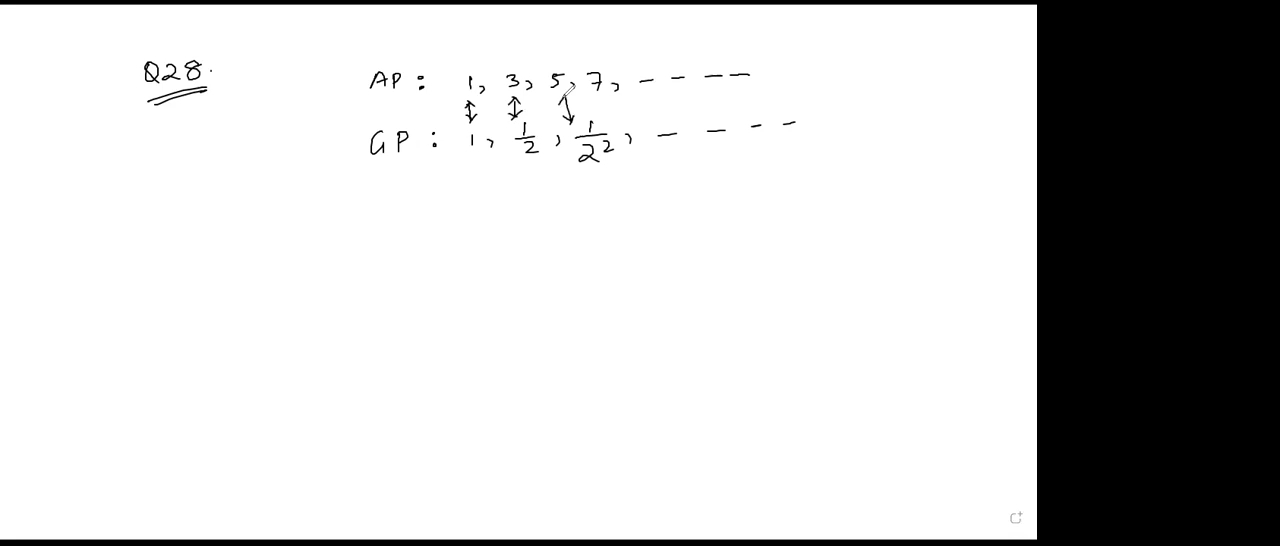 Q28.
AP : 1, 3, 5, 7, - - - -
GP : 1, 1/2, 1/2², - - - -